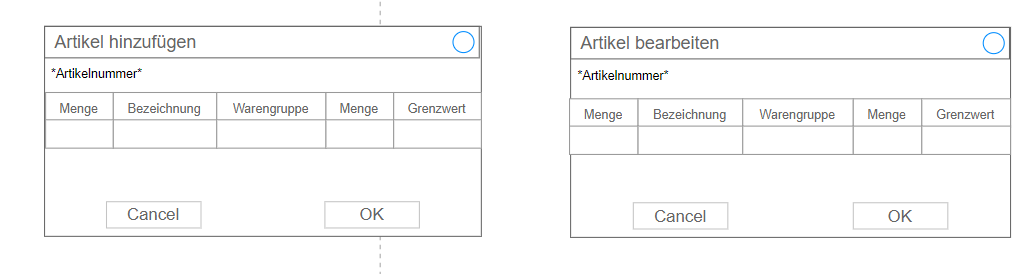 Artikel hinzufügen
*Artikelnummer*
Menge Bezeichnung Warengruppe Menge Grenzwert
Cancel OK
Artikel bearbeiten
*Artikelnummer*
Menge Bezeichnung Warengruppe Menge Grenzwert
Cancel OK